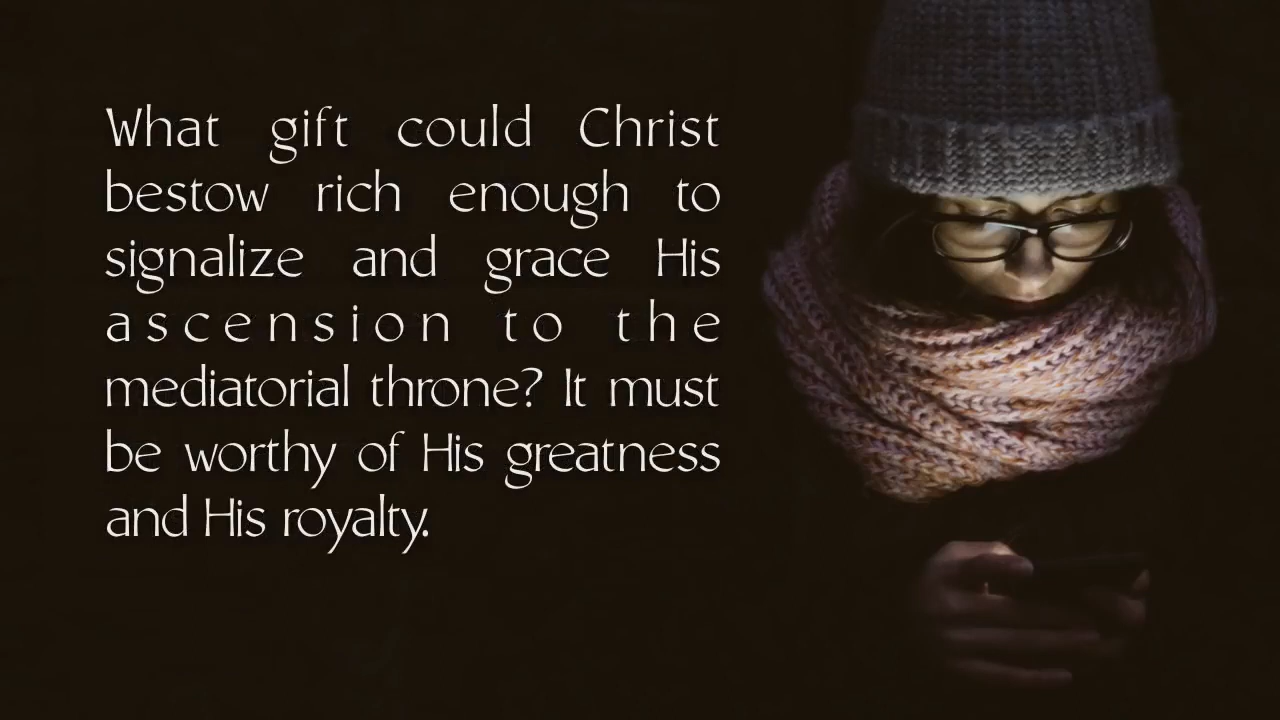 What gift could Christ
bestow rich enough to
signalize and grace His
ascension to the
mediatorial throne? It must
be worthy of His greatness
and His royalty.